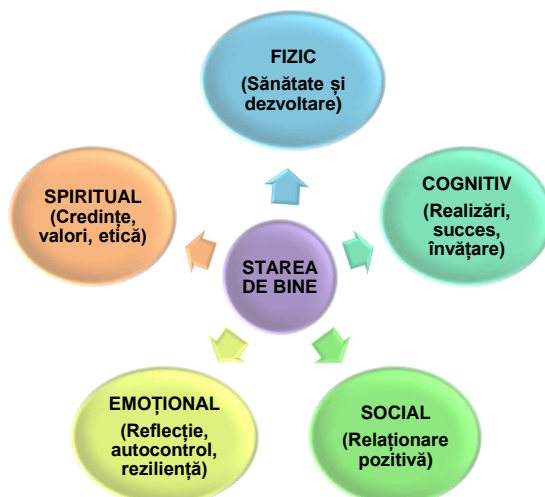 FIZIC
(Sănătate și
dezvoltare)
SPIRITUAL
(Credințe,
valori, etică)
COGNITIV
(Realizări,
succes,
învățare)
STAREA
DE BINE
EMOȚIONAL
(Reflecție,
autocontrol,
reziliență)
SOCIAL
(Relaționare
pozitivă)